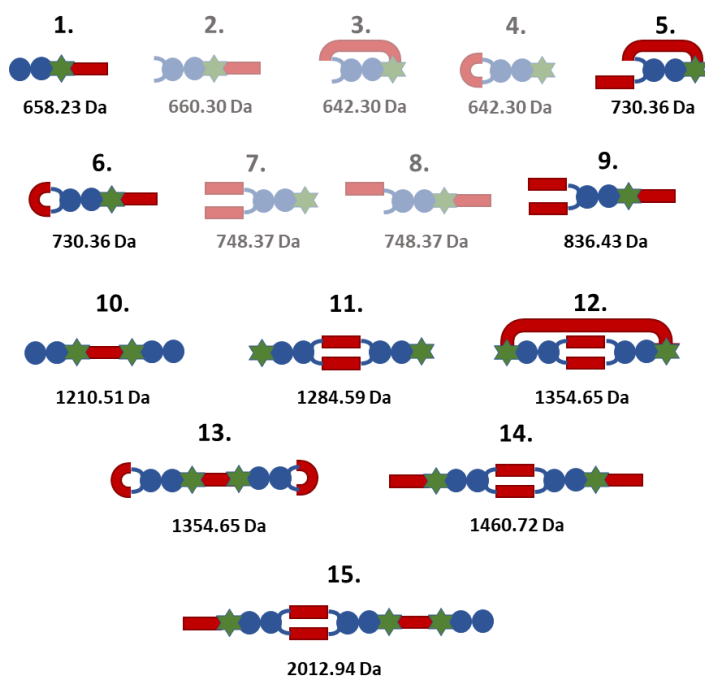 1. 2. 3. 4. 5.
658.23 Da 660.30 Da 642.30 Da 642.30 Da 730.36 Da
6. 7. 8. 9.
730.36 Da 748.37 Da 748.37 Da 836.43 Da
10. 11. 12.
1210.51 Da 1284.59 Da 1354.65 Da
13. 14.
1354.65 Da 1460.72 Da
15.
2012.94 Da